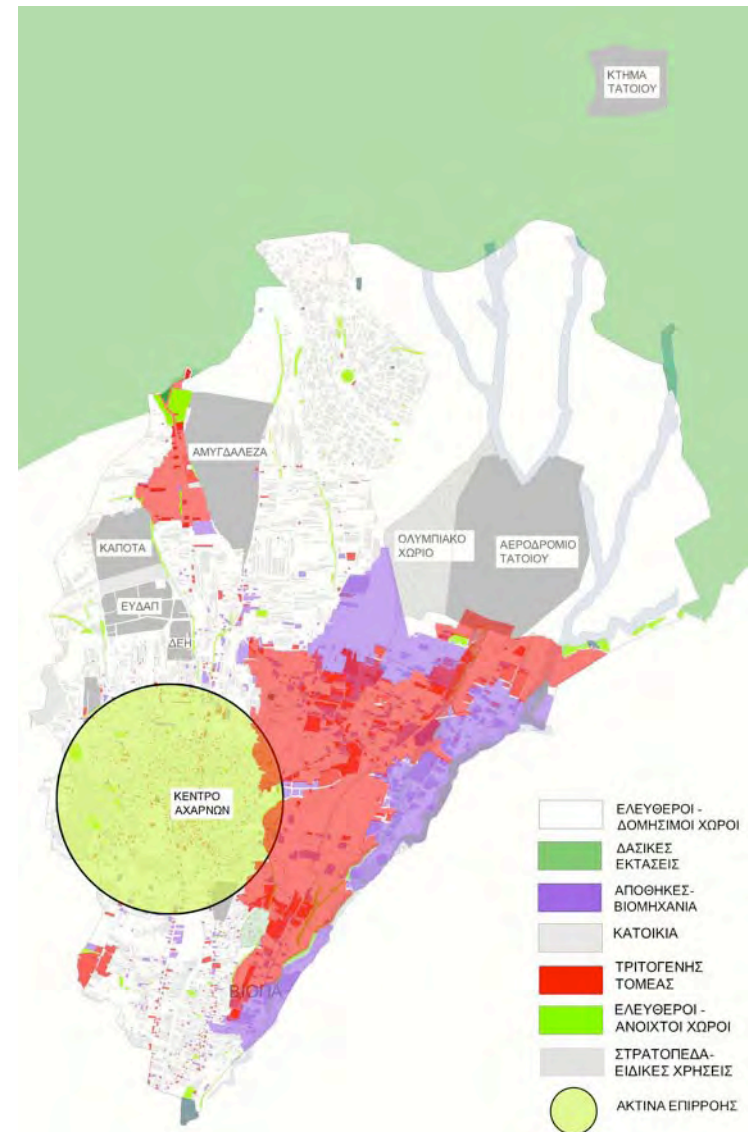 ΚΤΗΜΑ
ΤΑΤΟΙΟΥ
ΑΜΥΓΔΑΛΕΖΑ
ΟΛΥΜΠΙΑΚΟ
ΧΩΡΙΟ
ΑΕΡΟΔΡΟΜΙΟ
ΤΑΤΟΙΟΥ
ΚΑΠΟΤΑ
ΕΥΔΑΠ
ΔΕΗ
ΚΕΝΤΡΟ
ΑΧΑΡΝΩΝ
ΒΙΟΠΑ
ΕΛΕΥΘΕΡΟΙ -
ΔΟΜΗΣΙΜΟΙ ΧΩΡΟΙ
ΔΑΣΙΚΕΣ
ΕΚΤΑΣΕΙΣ
ΑΠΟΘΗΚΕΣ-
ΒΙΟΜΗΧΑΝΙΑ
ΚΑΤΟΙΚΙΑ
ΤΡΙΤΟΓΕΝΗΣ
ΤΟΜΕΑΣ
ΕΛΕΥΘΕΡΟΙ -
ΑΝΟΙΧΤΟΙ ΧΩΡΟΙ
ΣΤΡΑΤΟΠΕΔΑ-
ΕΙΔΙΚΕΣ ΧΡΗΣΕΙΣ
ΑΚΤΙΝΑ ΕΠΙΡΡΟΗΣ